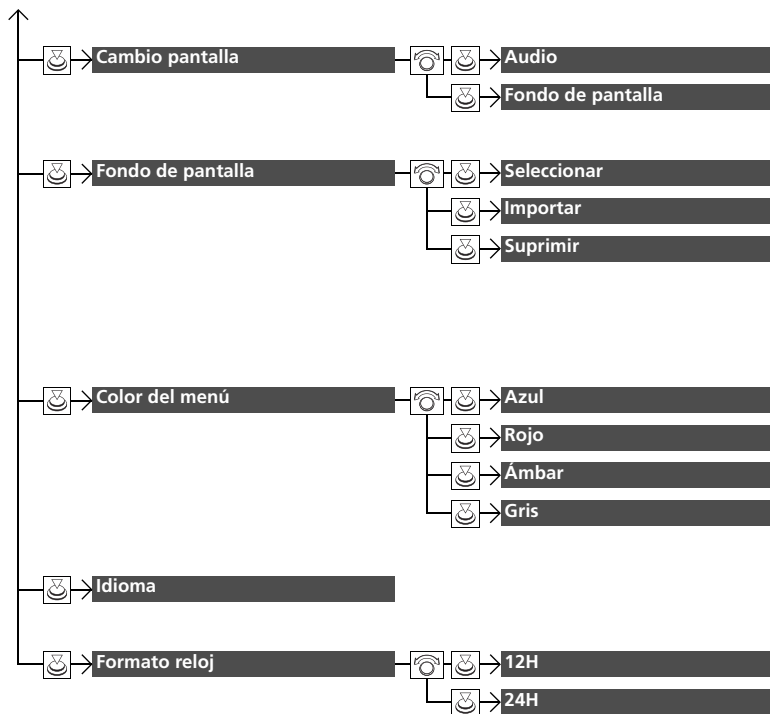 Cambio pantalla
Audio
Fondo de pantalla
Fondo de pantalla
Seleccionar
Importar
Suprimir
Color del menú
Azul
Rojo
Ámbar
Gris
Idioma
Formato reloj
12H
24H